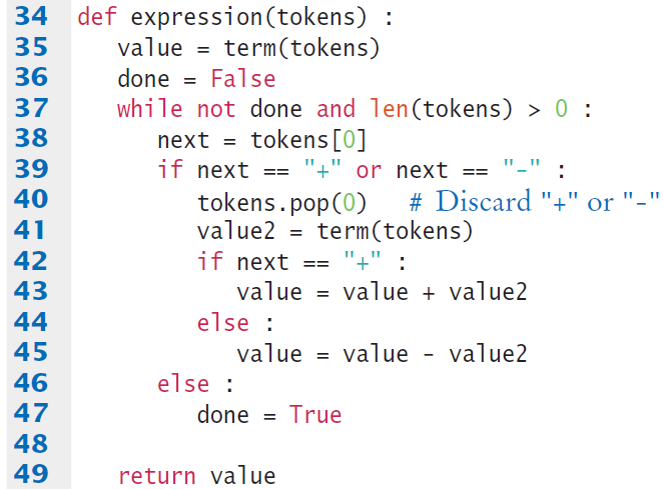 34 def expression(tokens) :
35    value = term(tokens)
36    done = False
37    while not done and len(tokens) > 0 :
38       next = tokens[0]
39       if next == "+" or next == "-" :
40          tokens.pop(0)   # Discard "+" or "-"
41          value2 = term(tokens)
42          if next == "+" :
43             value = value + value2
44          else :
45             value = value - value2
46       else :
47          done = True
48
49    return value